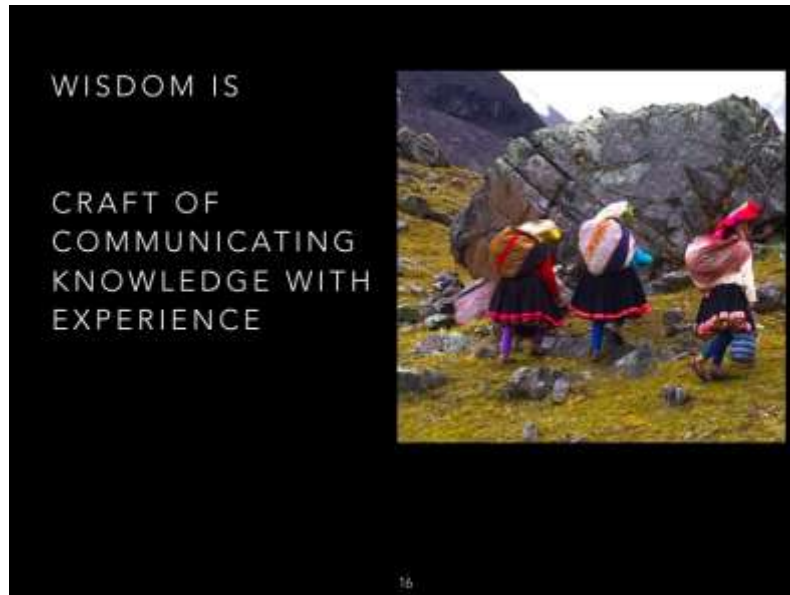 WISDOM IS
CRAFT OF
COMMUNICATING
KNOWLEDGE WITH
EXPERIENCE
16